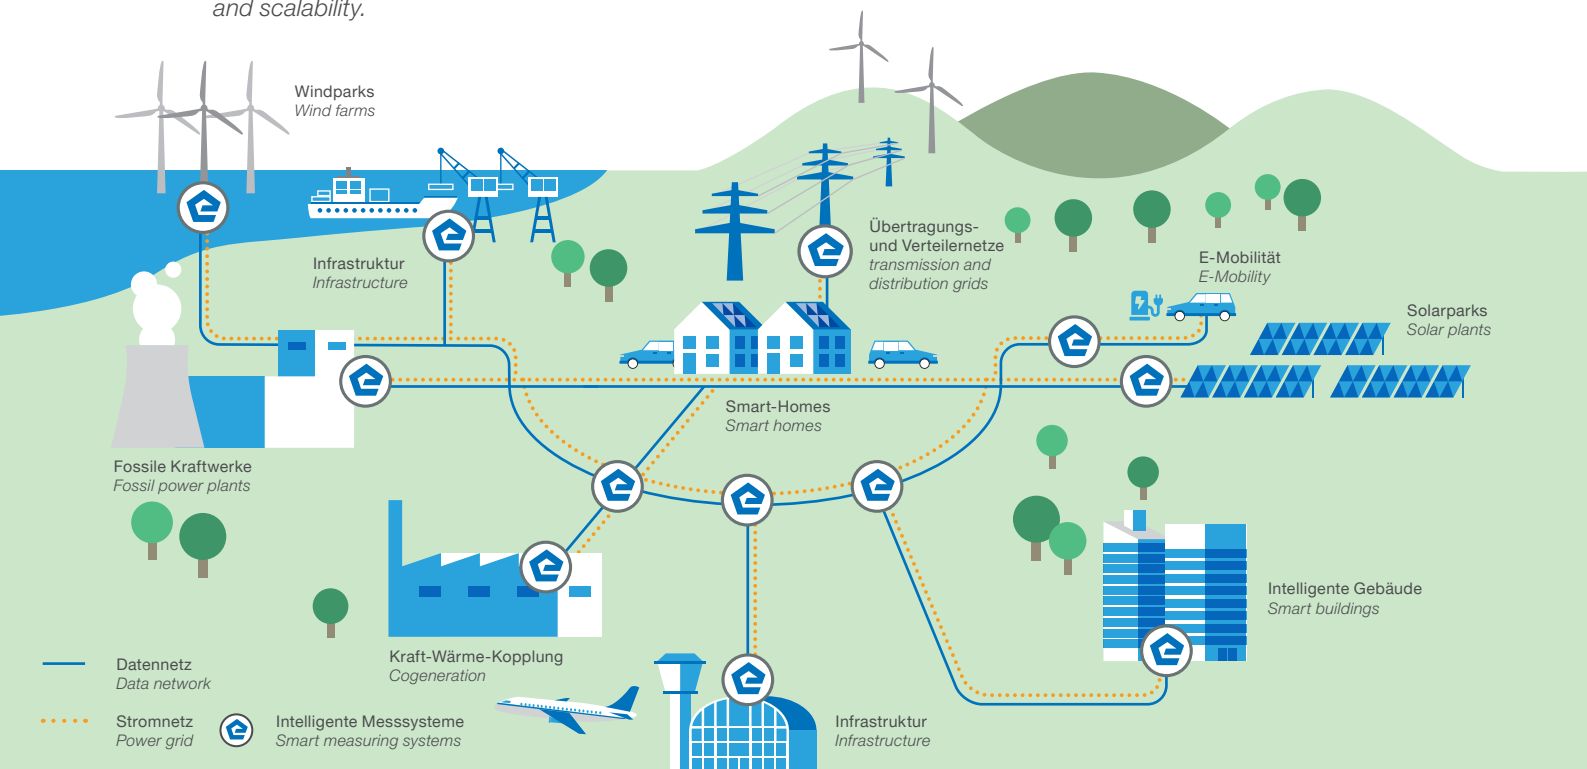 and scalability.
Windparks
Wind farms
Infrastruktur
Infrastructure
Übertragungs-
und Verteilernetze
transmission and
distribution grids
E-Mobilität
E-Mobility
Solarparks
Solar plants
Smart-Homes
Smart homes
Fossile Kraftwerke
Fossil power plants
Intelligente Gebäude
Smart buildings
Kraft-Wärme-Kopplung
Cogeneration
Datennetz
Data network
Stromnetz
Power grid
Intelligente Messsysteme
Smart measuring systems
Infrastruktur
Infrastructure